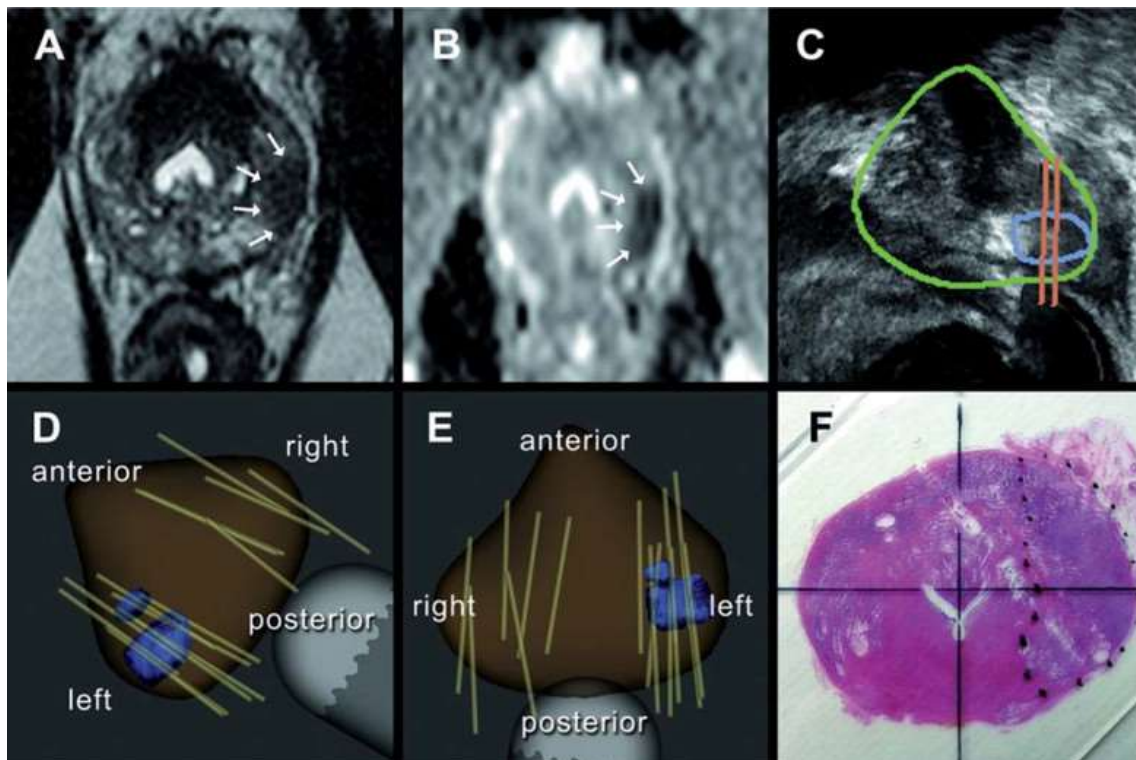 A
B
C
D
anterior
right
left
posterior
E
anterior
right
left
posterior
F